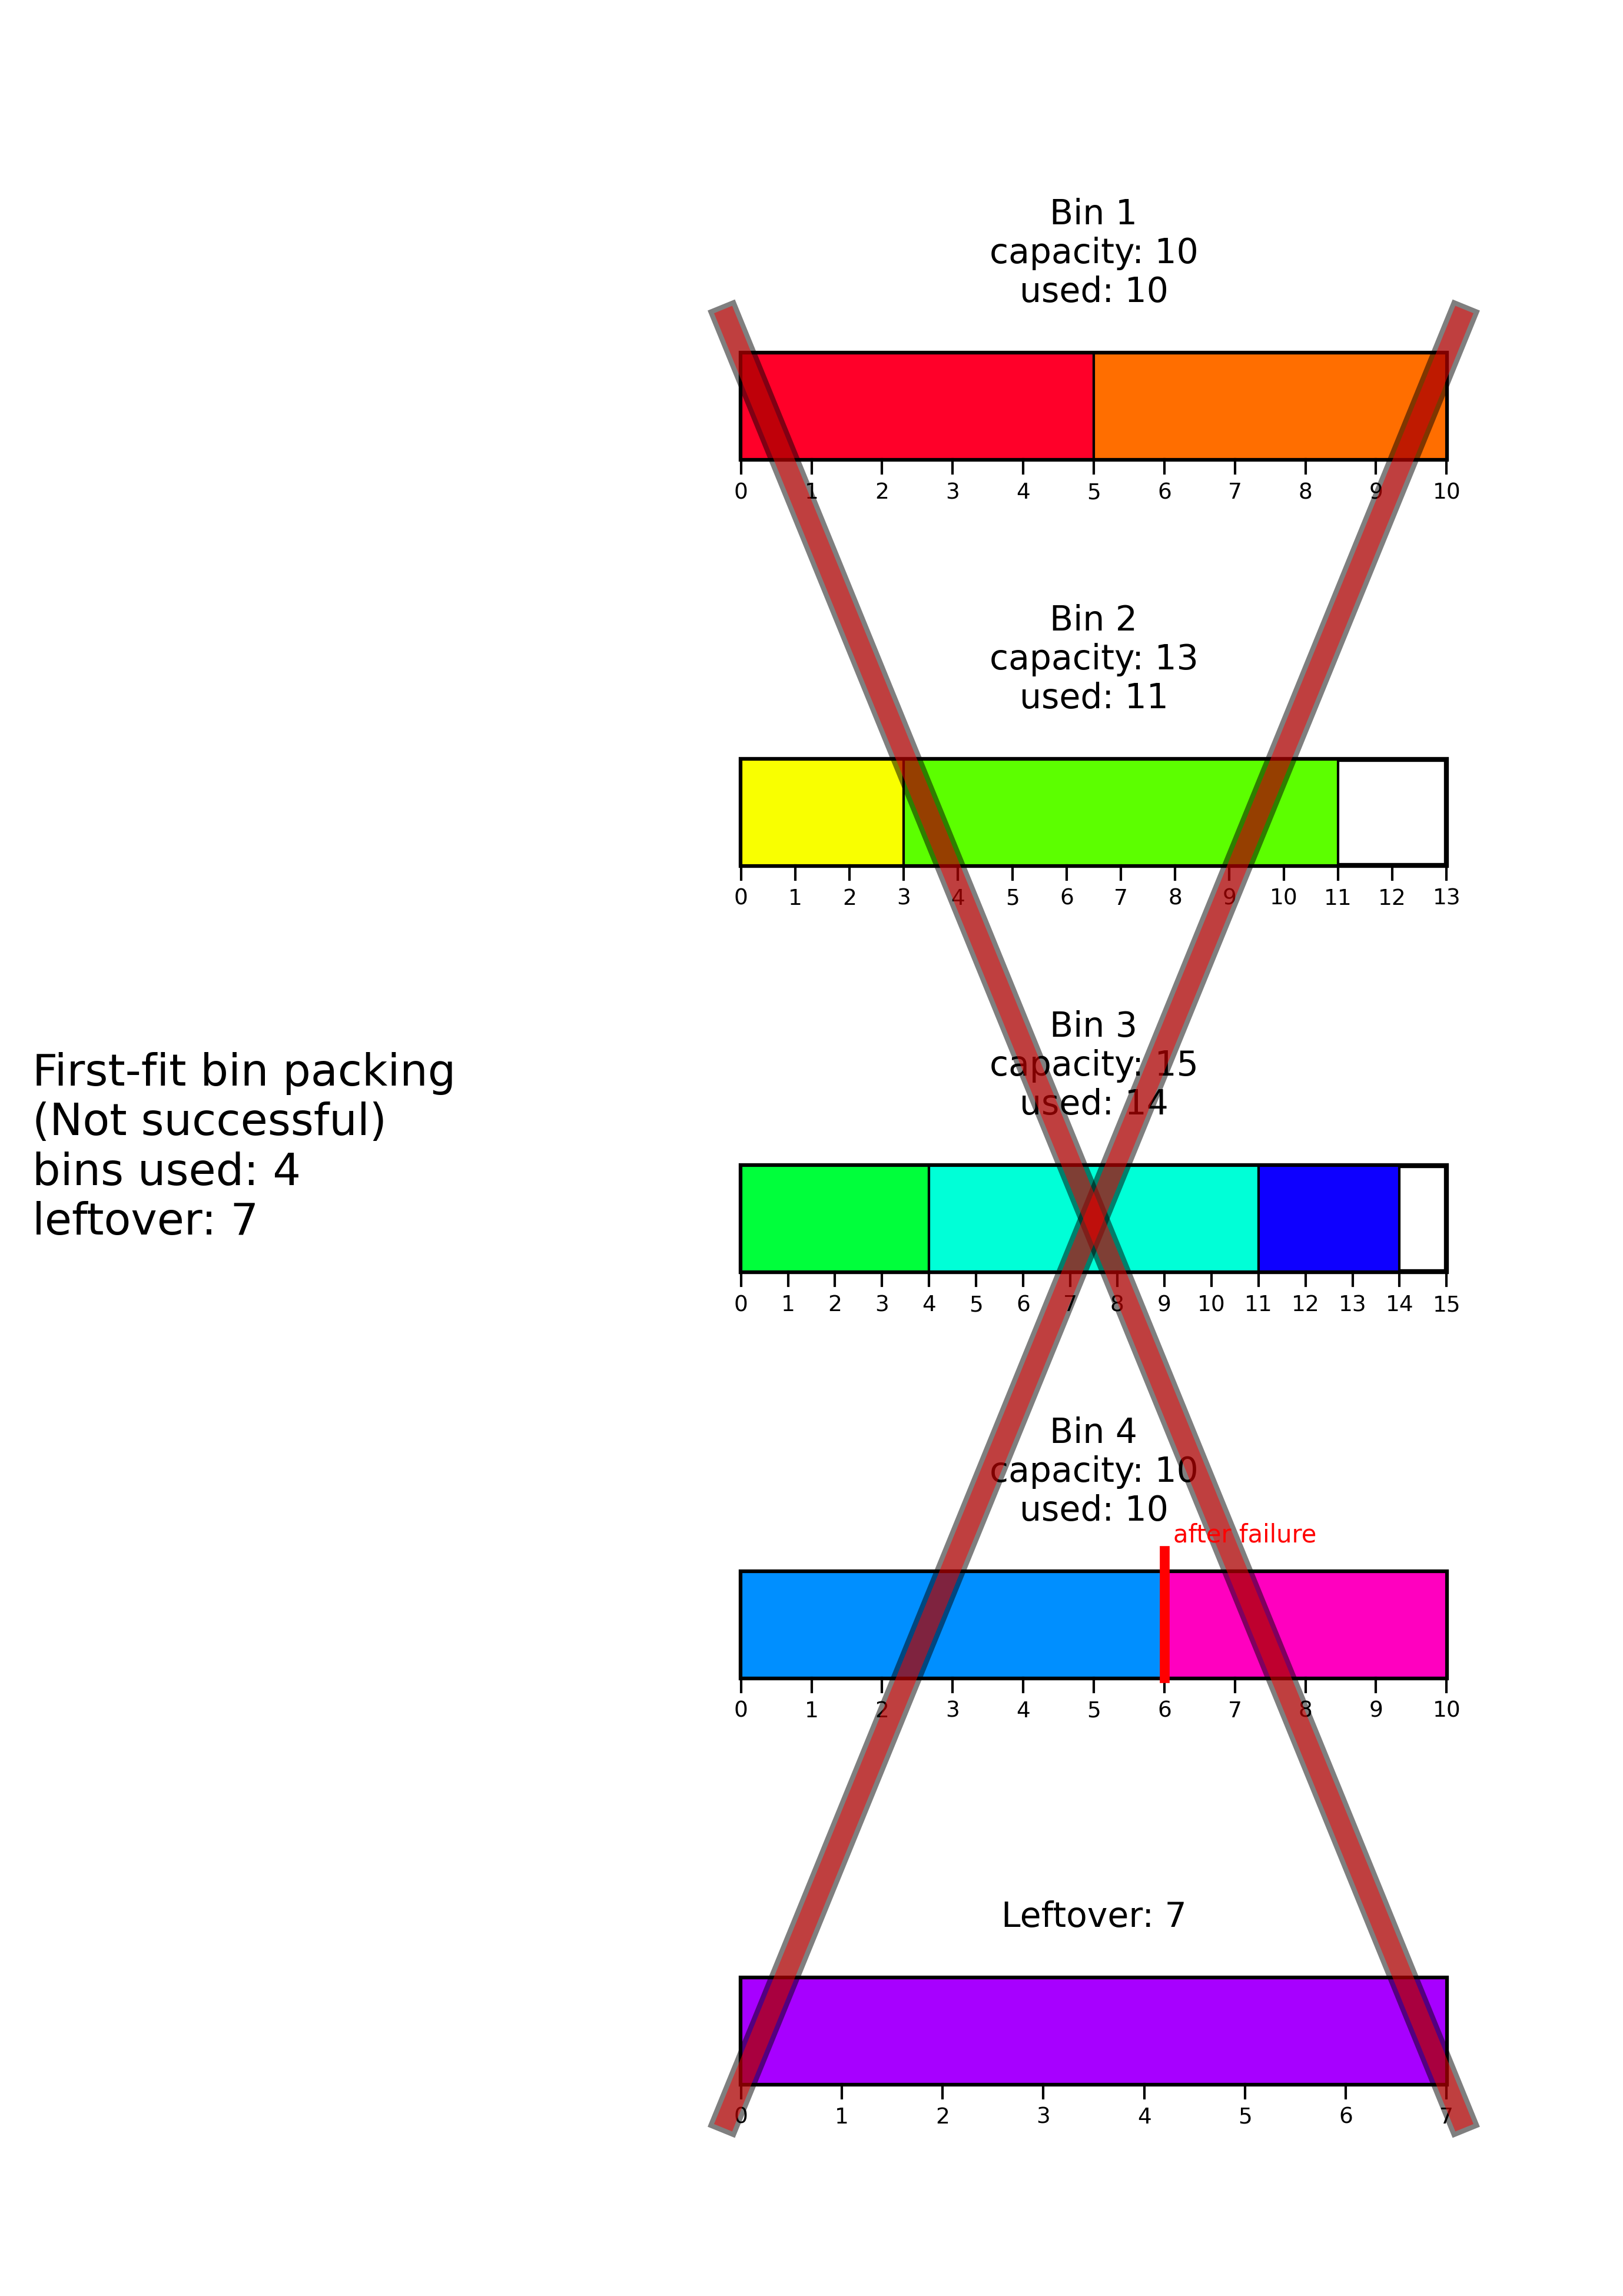 Bin 1
capacity: 10
used: 10
0 1 2 3 4 5 6 7 8 9 10
Bin 2
capacity: 13
used: 11
0 1 2 3 4 5 6 7 8 9 10 11 12 13
First-fit bin packing
(Not successful)
bins used: 4
leftover: 7
Bin 3
capacity: 15
used: 14
0 1 2 3 4 5 6 7 8 9 10 11 12 13 14 15
Bin 4
capacity: 10
used: 10
after failure
0 1 2 3 4 5 6 7 8 9 10
Leftover: 7
0 1 2 3 4 5 6 7